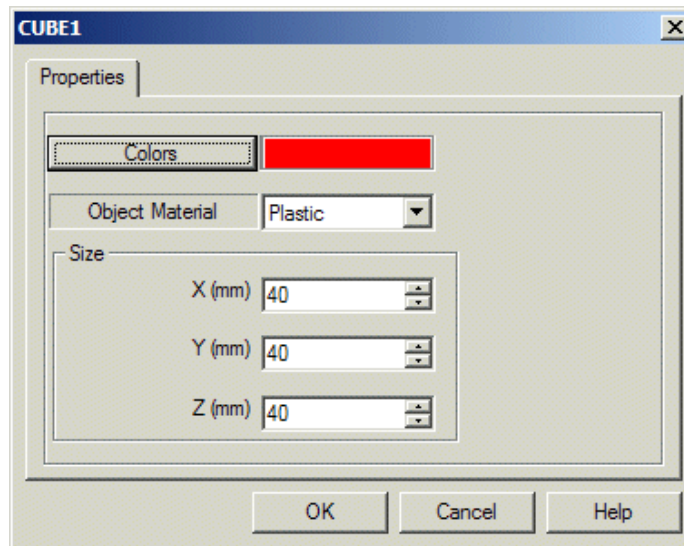 CUBE1
Properties
Colors
Object Material Plastic
Size
X (mm) 40
Y (mm) 40
Z (mm) 40
OK Cancel Help